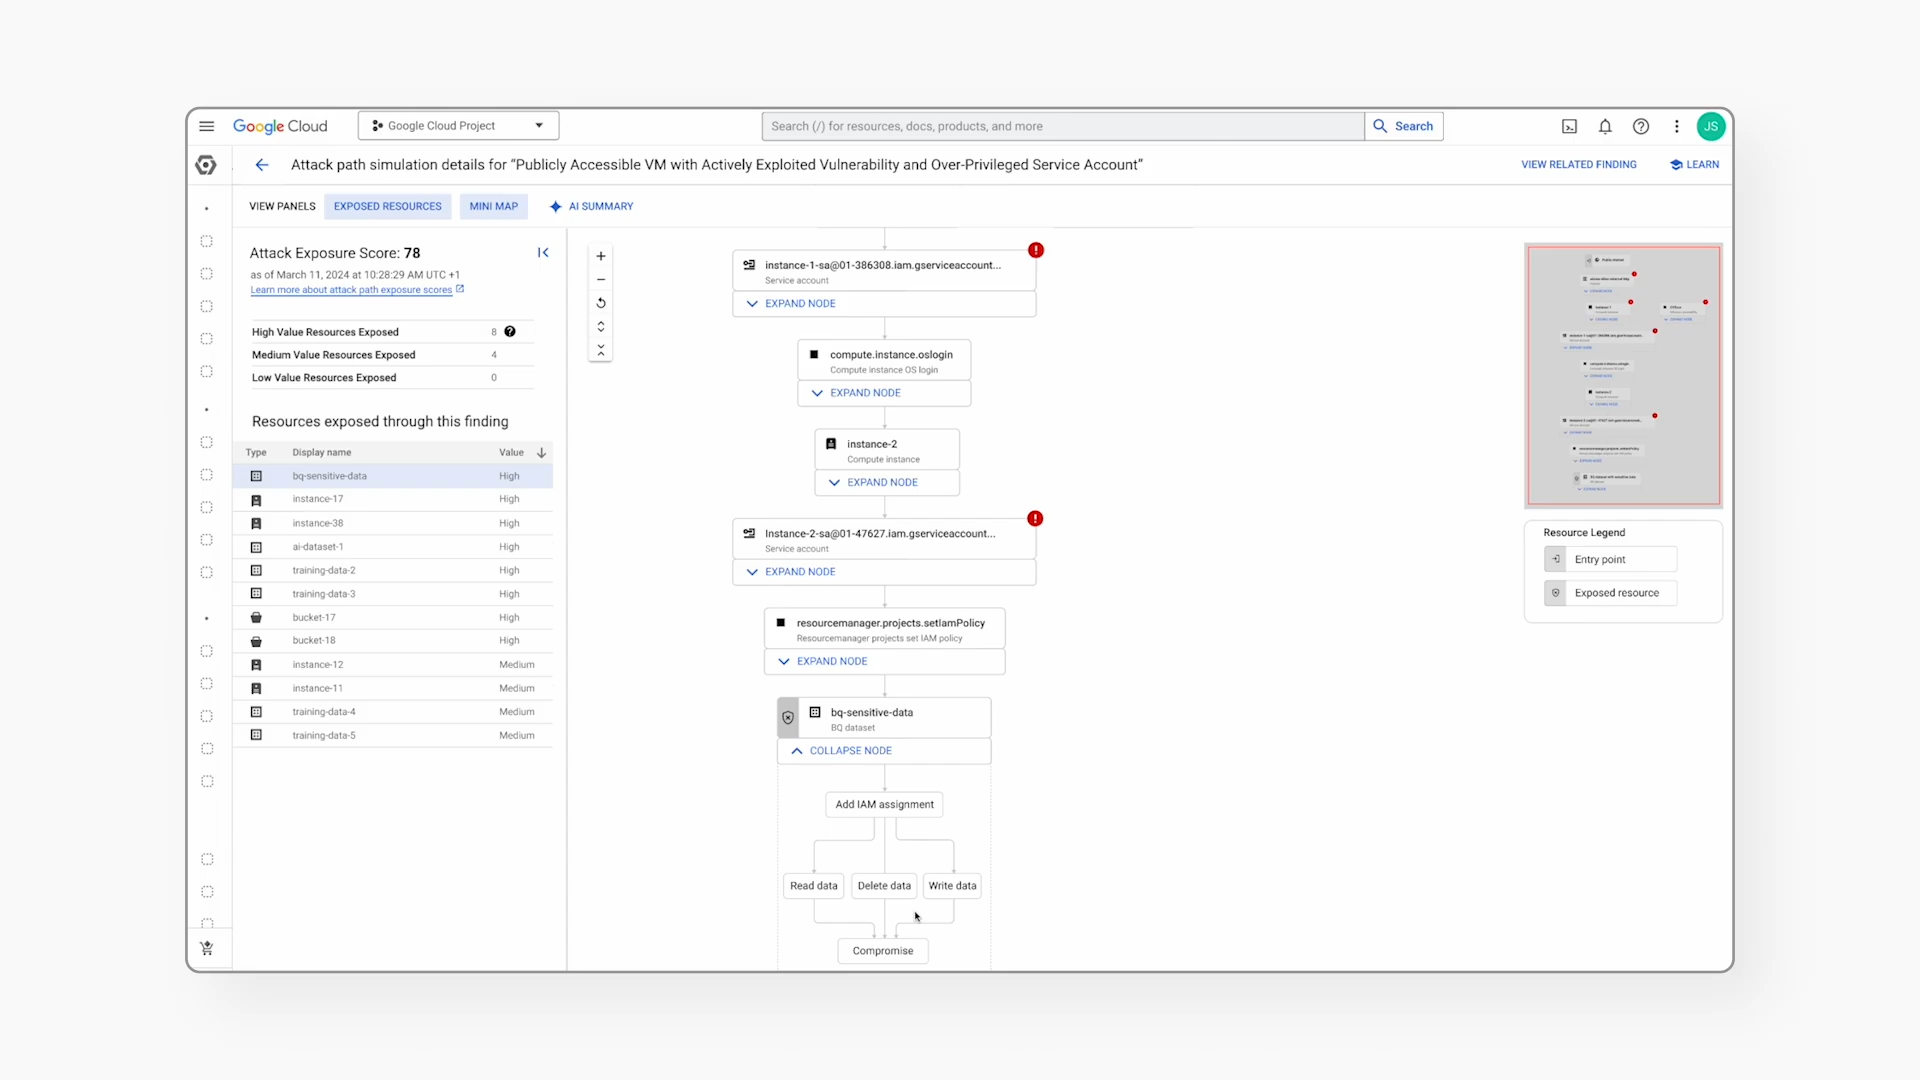 Google Cloud
Google Cloud Project
Search (/) for resources, docs, products, and more
Search
JS
Attack path simulation details for “Publicly Accessible VM with Actively Exploited Vulnerability and Over-Privileged Service Account”
VIEW RELATED FINDING
LEARN
VIEW PANELS
EXPOSED RESOURCES
MINI MAP
AI SUMMARY
Attack Exposure Score: 78
as of March 11, 2024 at 10:28:29 AM UTC +1
Learn more about attack path exposure scores
High Value Resources Exposed 8
Medium Value Resources Exposed 4
Low Value Resources Exposed 0
Resources exposed through this finding
Type Display name Value
bq-sensitive-data High
instance-17 High
instance-38 High
ai-dataset-1 High
training-data-2 High
training-data-3 High
bucket-17 High
bucket-18 High
instance-12 Medium
instance-11 Medium
training-data-4 Medium
training-data-5 Medium
instance-1-sa@01-386308.iam.gserviceaccount...
Service account
EXPAND NODE
compute.instance.oslogin
Compute instance OS login
EXPAND NODE
instance-2
Compute instance
EXPAND NODE
Instance-2-sa@01-47627.iam.gserviceaccount...
Service account
EXPAND NODE
resourcemanager.projects.setIamPolicy
Resourcemanager projects set IAM policy
EXPAND NODE
bq-sensitive-data
BQ dataset
COLLAPSE NODE
Add IAM assignment
Read data
Delete data
Write data
Compromise
Resource Legend
Entry point
Exposed resource